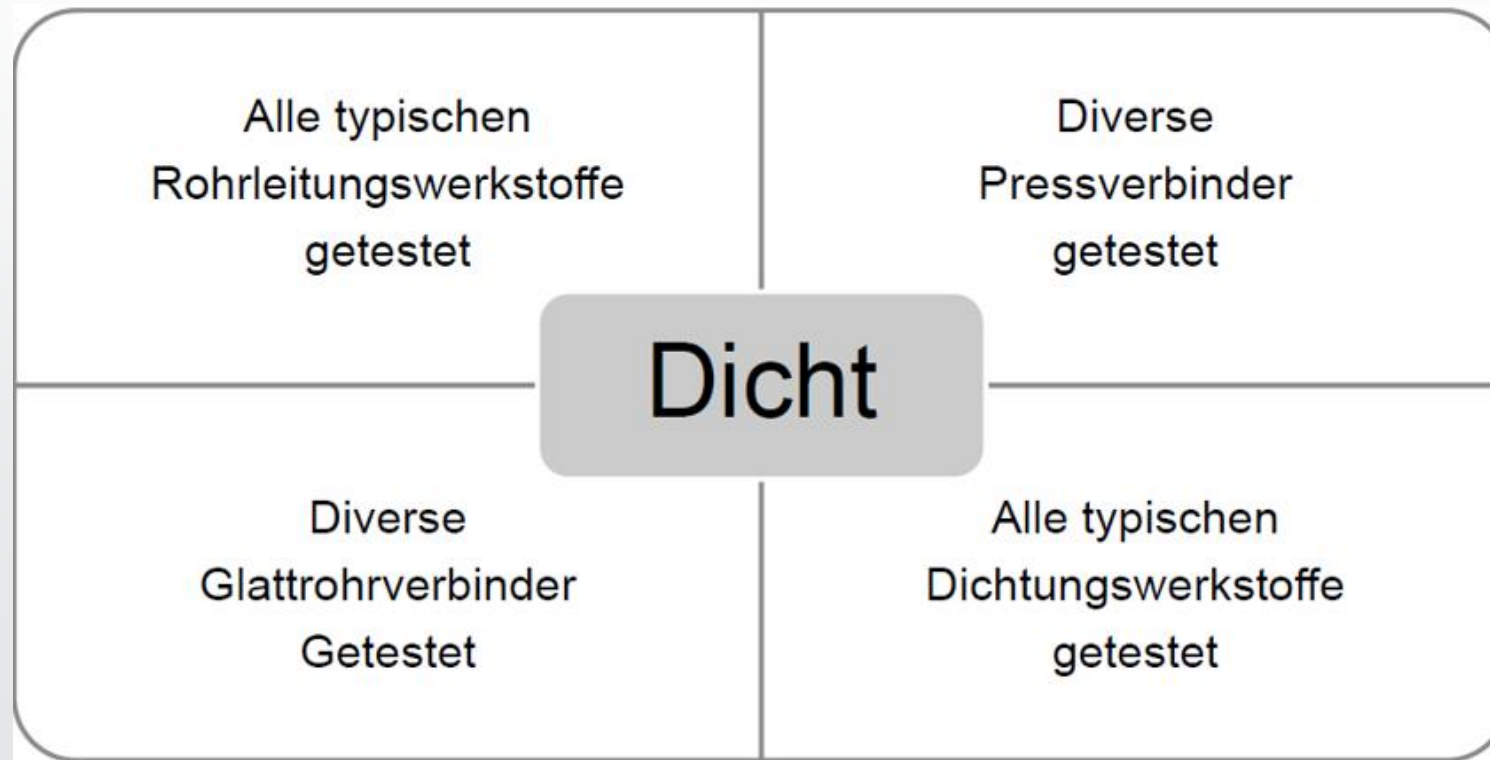 Alle typischen
Rohrleitungswerkstoffe
getestet
Diverse
Pressverbinder
getestet
Dicht
Diverse
Glattrohrverbinder
Getestet
Alle typischen
Dichtungswerkstoffe
getestet